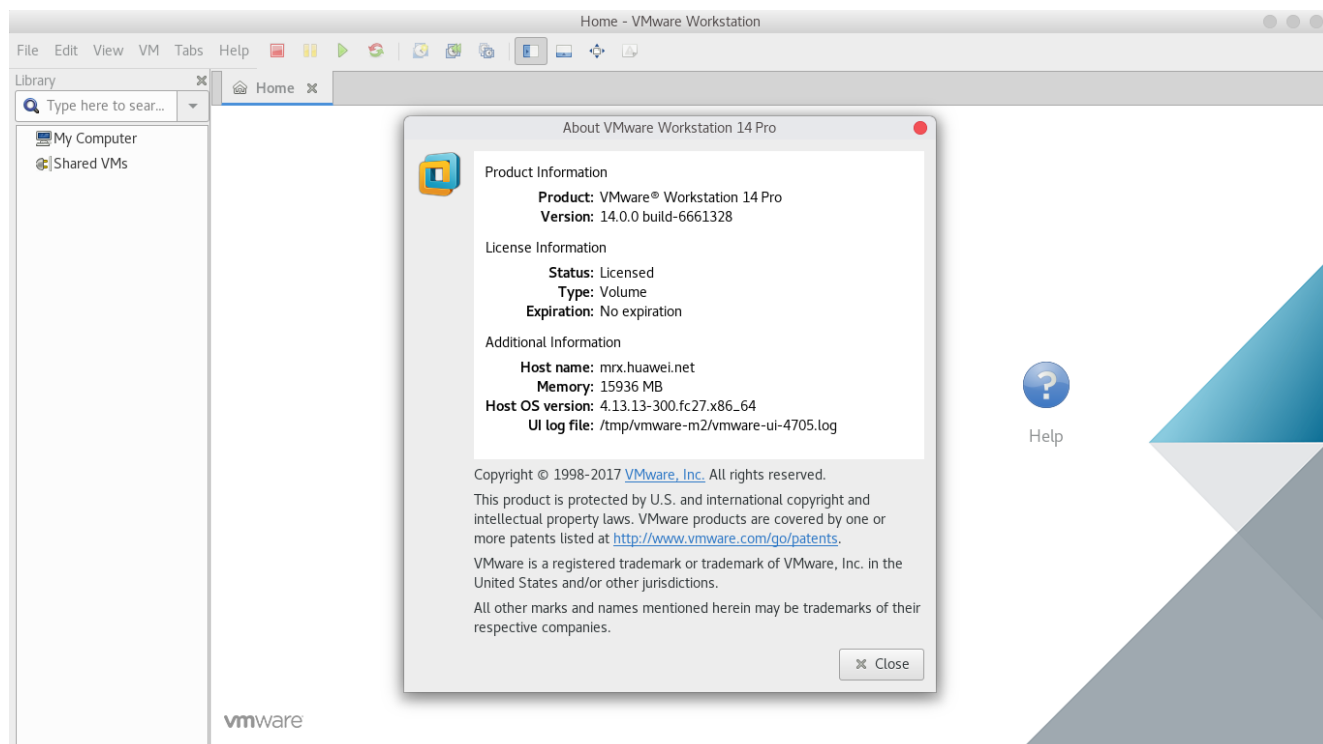 Home - VMware Workstation
File Edit View VM Tabs Help
Library
Home
Type here to sear...
My Computer
Shared VMs
About VMware Workstation 14 Pro
Product Information
Product: VMware® Workstation 14 Pro
Version: 14.0.0 build-6661328
License Information
Status: Licensed
Type: Volume
Expiration: No expiration
Additional Information
Host name: mrx.huawei.net
Memory: 15936 MB
Host OS version: 4.13.13-300.fc27.x86_64
UI log file: /tmp/vmware-m2/vmware-ui-4705.log
Copyright © 1998-2017 VMware, Inc. All rights reserved.
This product is protected by U.S. and international copyright and
intellectual property laws. VMware products are covered by one or
more patents listed at http://www.vmware.com/go/patents.
VMware is a registered trademark or trademark of VMware, Inc. in the
United States and/or other jurisdictions.
All other marks and names mentioned herein may be trademarks of their
respective companies.
Close
Help
vmware